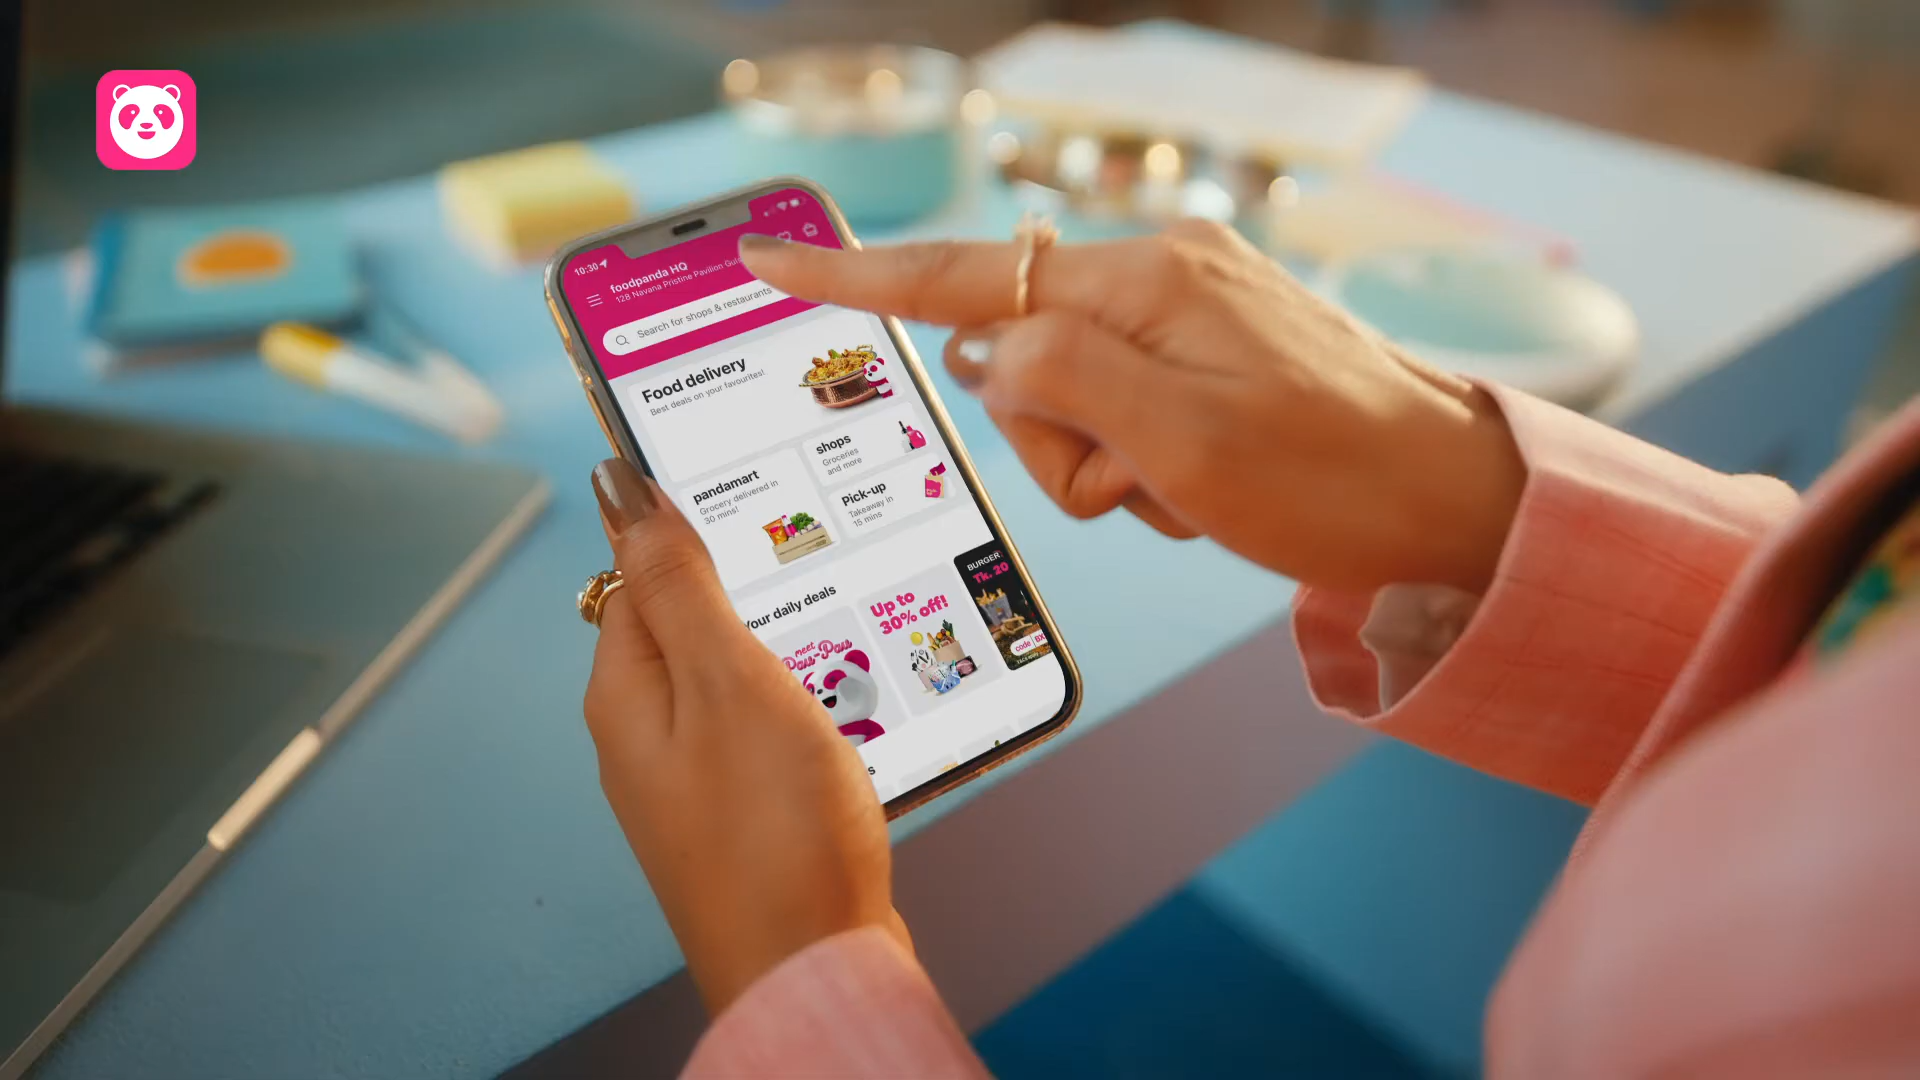 10:30
foodpanda HQ
128 Navana Pristine Pavilion
Search for shops & restaurants
Food delivery
Best deals on your favourites!
shops
Groceries
and more
pandamart
Grocery delivered in
30 mins!
Pick-up
Takeaway in
15 mins
Your daily deals
meet
Pau-Pau
Up to
30% off!
BURGER
Tk. 20
code